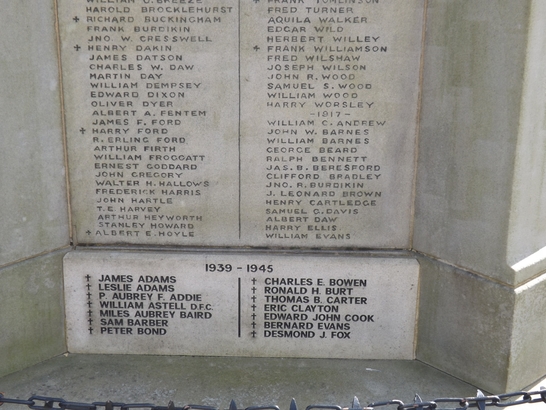 WILLIAM C. BREEZE
HAROLD BROCKLEHURST
✝ RICHARD BUCKINGHAM
FRANK BURDIKIN
JNO. W. CRESSWELL
✝ HENRY DAKIN
JAMES DATSON
CHARLES W. DAW
MARTIN DAY
WILLIAM DEMPSEY
EDWARD DIXON
OLIVER DYER
ALBERT A. FENTEM
JAMES F. FORD
✝ HARRY FORD
R. ERLING FORD
ARTHUR FIRTH
WILLIAM FROGGATT
ERNEST GODDARD
JOHN GREGORY
WALTER H. HALLOWS
FREDERICK HARRIS
JOHN HARTLE
T. E. HARVEY
ARTHUR HEYWORTH
STANLEY HOWARD
✝ ALBERT E. HOYLE
✝ FRANK TOMLINSON
FRED TURNER
AQUILA WALKER
EDGAR WILD
HERBERT WILLEY
✝ FRANK WILLIAMSON
FRED WILSHAW
JOSEPH WILSON
JOHN R. WOOD
SAMUEL S. WOOD
WILLIAM WOOD
HARRY WORSLEY
-1917-
WILLIAM C. ANDREW
JOHN W. BARNES
WILLIAM BARNES
GEORGE BEARD
RALPH BENNETT
JAS. B. BERESFORD
CLIFFORD BRADLEY
JNO. R. BURDIKIN
J. LEONARD BROWN
HENRY CARTLEDGE
SAMUEL G. DAVIS
ALBERT DAW
HARRY ELLIS
WILLIAM EVANS
1939 - 1945
✝ JAMES ADAMS
✝ LESLIE ADAMS
✝ P. AUBREY F. ADDIE
✝ WILLIAM ASTELL D.F.C.
✝ MILES AUBREY BAIRD
✝ SAM BARBER
✝ PETER BOND
✝ CHARLES E. BOWEN
✝ RONALD H. BURT
✝ THOMAS B. CARTER
✝ ERIC CLAYTON
✝ EDWARD JOHN COOK
✝ BERNARD EVANS
✝ DESMOND J. FOX